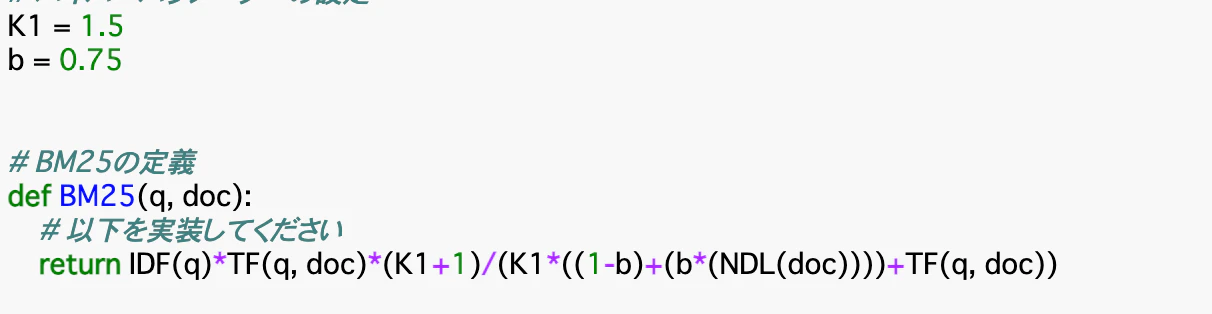 K1 = 1.5
b = 0.75
# BM25の定義
def BM25(q, doc):
# 以下を実装してください
return IDF(q)*TF(q, doc)*(K1+1)/(K1*((1-b)+(b*(NDL(doc))))+TF(q, doc))